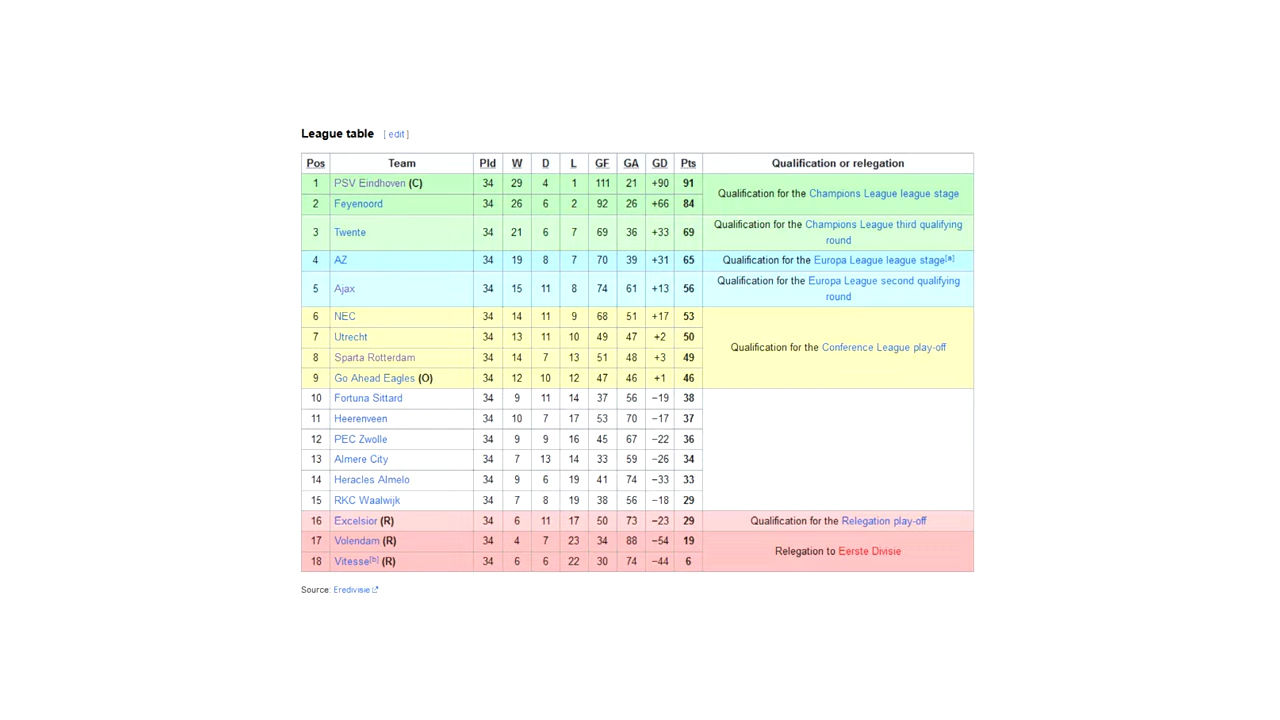 League table [ edit ]
Pos Team Pld W D L GF GA GD Pts Qualification or relegation
1 PSV Eindhoven (C) 34 29 4 1 111 21 +90 91 Qualification for the Champions League league stage
2 Feyenoord 34 26 6 2 92 26 +66 84
3 Twente 34 21 6 7 69 36 +33 69 Qualification for the Champions League third qualifying
round
4 AZ 34 19 8 7 70 39 +31 65 Qualification for the Europa League league stage[a]
5 Ajax 34 15 11 8 74 61 +13 56 Qualification for the Europa League second qualifying
round
6 NEC 34 14 11 9 68 51 +17 53 Qualification for the Conference League play-off
7 Utrecht 34 13 11 10 49 47 +2 50
8 Sparta Rotterdam 34 14 7 13 51 48 +3 49
9 Go Ahead Eagles (O) 34 12 10 12 47 46 +1 46
10 Fortuna Sittard 34 9 11 14 37 56 −19 38
11 Heerenveen 34 10 7 17 53 70 −17 37
12 PEC Zwolle 34 9 9 16 45 67 −22 36
13 Almere City 34 7 13 14 33 59 −26 34
14 Heracles Almelo 34 9 6 19 41 74 −33 33
15 RKC Waalwijk 34 7 8 19 38 56 −18 29
16 Excelsior (R) 34 6 11 17 50 73 −23 29 Qualification for the Relegation play-off
17 Volendam (R) 34 4 7 23 34 88 −54 19 Relegation to Eerste Divisie
18 Vitesse[b] (R) 34 6 6 22 30 74 −44 6
Source: Eredivisie